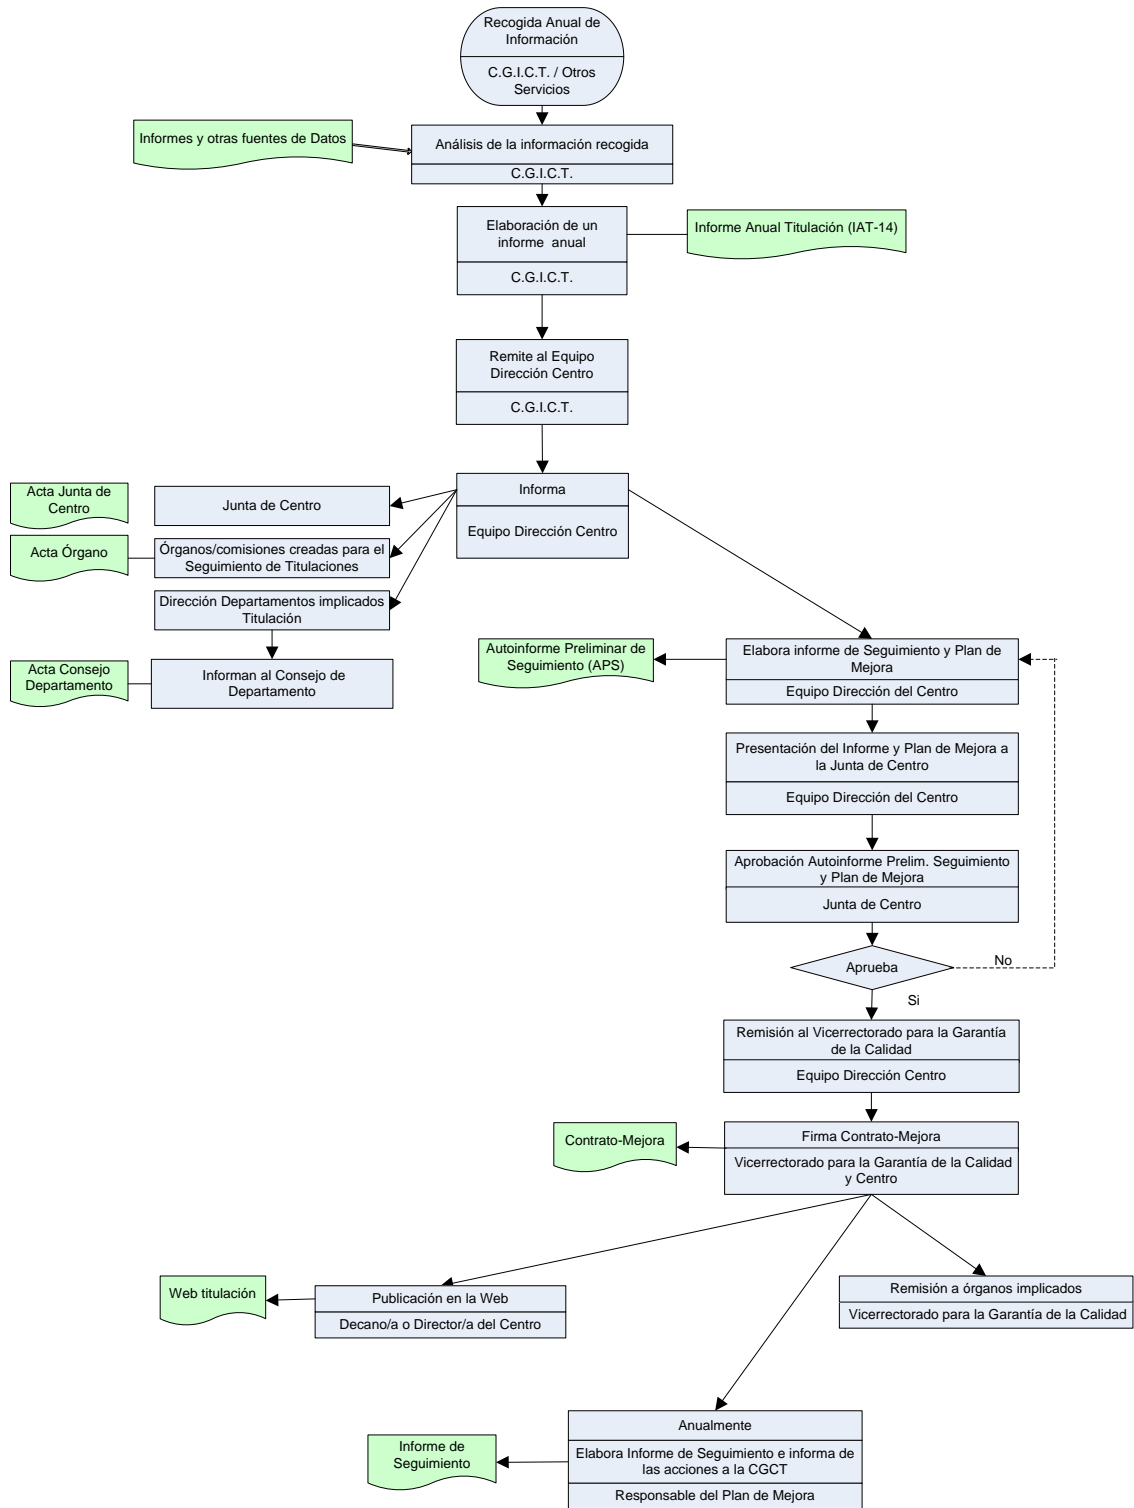 Recogida Anual de
Información
C.G.I.C.T. / Otros
Servicios
Informes y otras fuentes de Datos
Análisis de la información recogida
C.G.I.C.T.
Elaboración de un
informe anual
C.G.I.C.T.
Informe Anual Titulación (IAT-14)
Remite al Equipo
Dirección Centro
C.G.I.C.T.
Informa
Equipo Dirección Centro
Acta Junta de
Centro
Junta de Centro
Acta Órgano
Órganos/comisiones creadas para el
Seguimiento de Titulaciones
Dirección Departamentos implicados
Titulación
Acta Consejo
Departamento
Informan al Consejo de
Departamento
Autoinforme Preliminar de
Seguimiento (APS)
Elabora informe de Seguimiento y Plan de
Mejora
Equipo Dirección del Centro
Presentación del Informe y Plan de Mejora a
la Junta de Centro
Equipo Dirección del Centro
Aprobación Autoinforme Prelim. Seguimiento
y Plan de Mejora
Junta de Centro
Aprueba
No
Si
Remisión al Vicerrectorado para la Garantía
de la Calidad
Equipo Dirección Centro
Contrato-Mejora
Firma Contrato-Mejora
Vicerrectorado para la Garantía de la Calidad
y Centro
Web titulación
Publicación en la Web
Decano/a o Director/a del Centro
Remisión a órganos implicados
Vicerrectorado para la Garantía de la Calidad
Informe de
Seguimiento
Anualmente
Elabora Informe de Seguimiento e informa de
las acciones a la CGCT
Responsable del Plan de Mejora